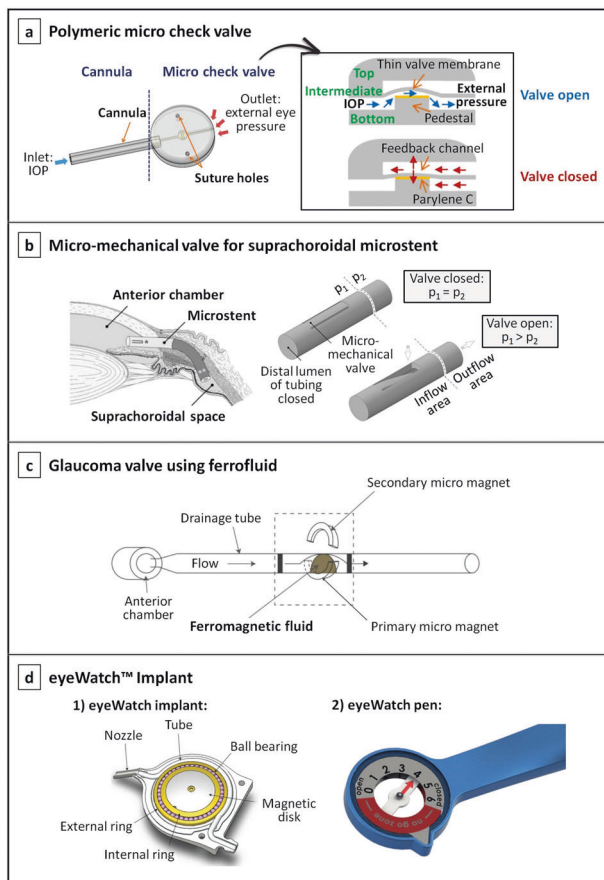 a Polymeric micro check valve
Cannula
Micro check valve
Cannula
Inlet:
IOP
Outlet:
external eye
pressure
Suture holes
Thin valve membrane
Top
Intermediate
IOP
Bottom
External
pressure
Pedestal
Valve open
Feedback channel
Parylene C
Valve closed
b Micro-mechanical valve for suprachoroidal microstent
Anterior chamber
Microstent
Suprachoroidal space
p1
p2
Valve closed:
p1 = p2
Micro-
mechanical
valve
Distal lumen
of tubing
closed
Valve open:
p1 > p2
Inflow
area
Outflow
area
c Glaucoma valve using ferrofluid
Secondary micro magnet
Drainage tube
Flow
Anterior
chamber
Ferromagnetic fluid
Primary micro magnet
d eyeWatch™ Implant
1) eyeWatch implant:
2) eyeWatch pen:
Tube
Nozzle
Ball bearing
Magnetic
disk
External ring
Internal ring
open
0
1
2
3
4
5
6
closed
no go zone